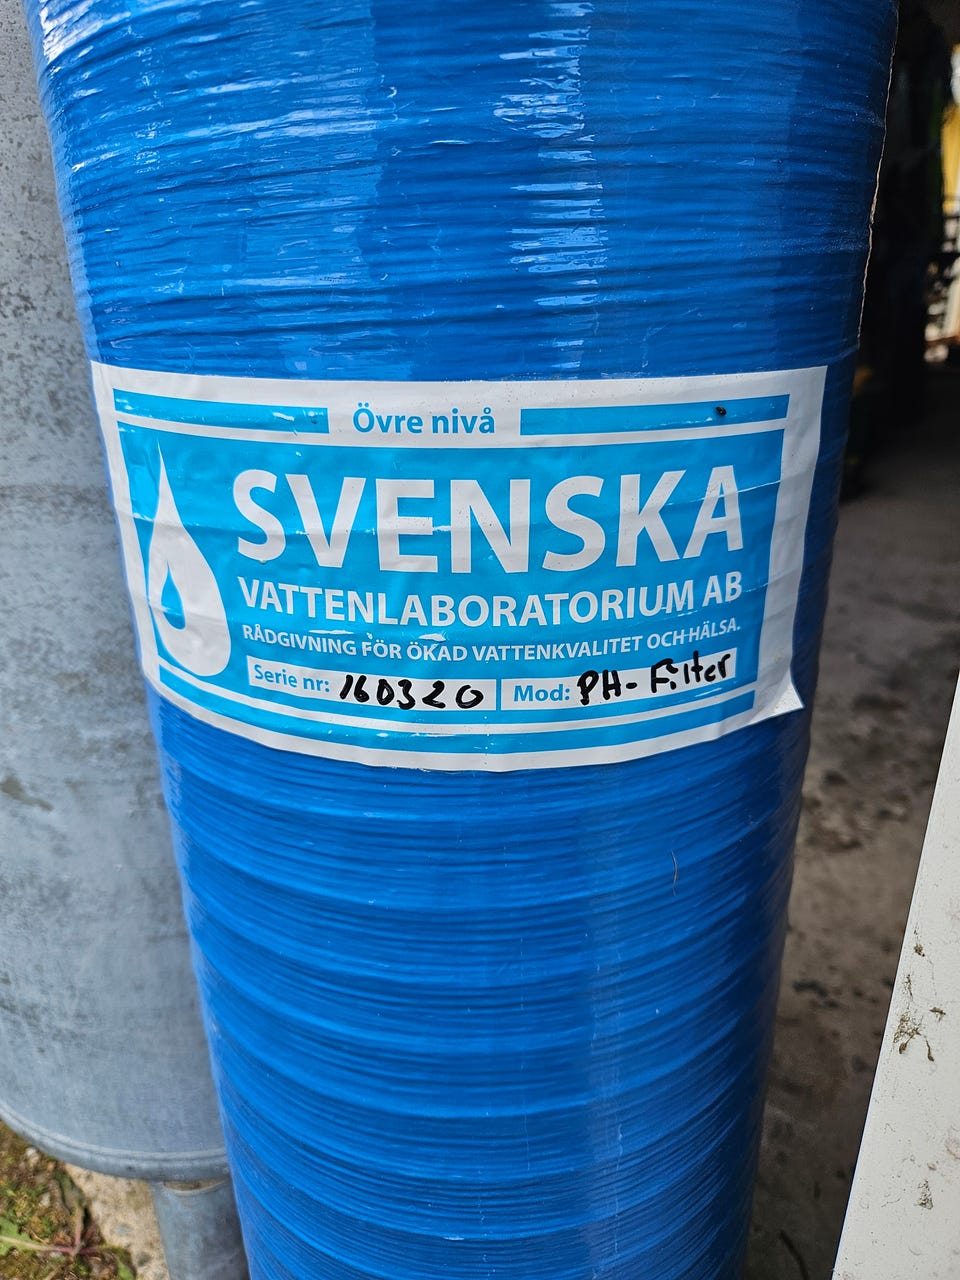 Övre nivå
SVENSKA
VATTENLABORATORIUM AB
RÅDGIVNING FÖR ÖKAD VATTENKVALITET OCH HÄLSA.
Serie nr: 160320 Mod: PH-Filter